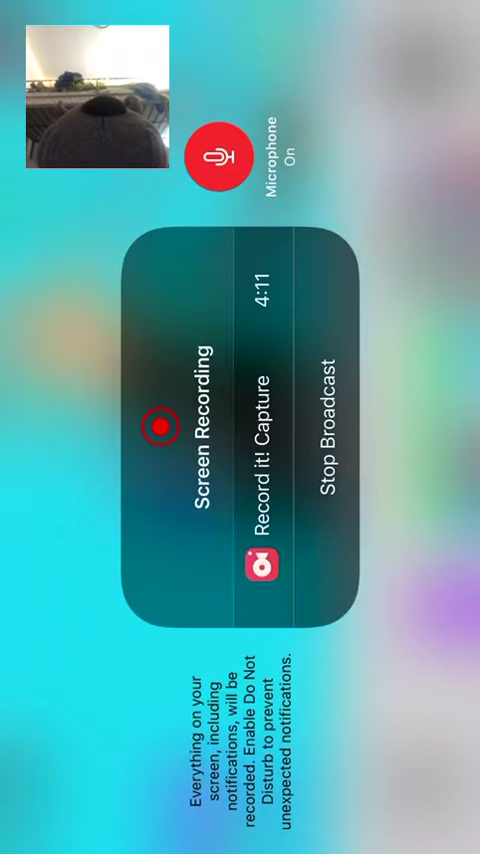 Everything on your
screen, including
notifications, will be
recorded. Enable Do Not
Disturb to prevent
unexpected notifications.
Screen Recording
Record it! Capture 4:11
Stop Broadcast
Microphone
On